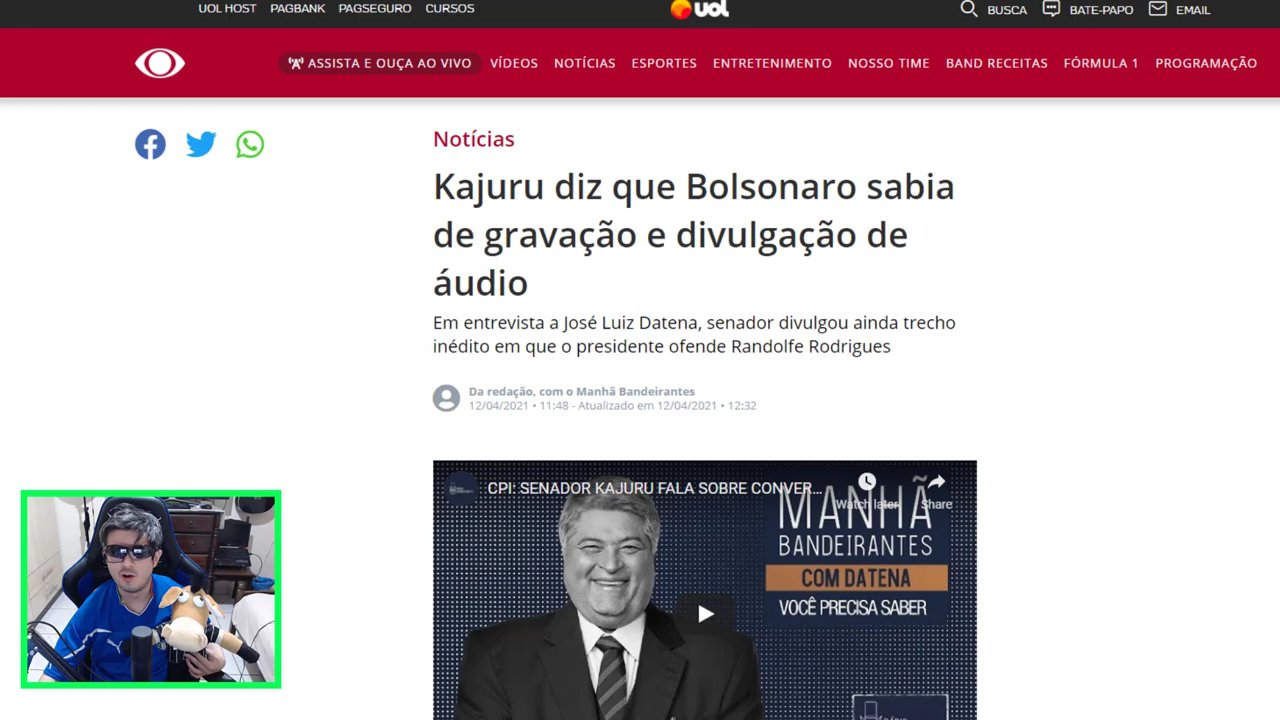 UOL HOST PAGBANK PAGSEGURO CURSOS uol BUSCA BATE-PAPO EMAIL
ASSISTA E OUÇA AO VIVO VÍDEOS NOTÍCIAS ESPORTES ENTRETENIMENTO NOSSO TIME BAND RECEITAS FÓRMULA 1 PROGRAMAÇÃO
Notícias
Kajuru diz que Bolsonaro sabia
de gravação e divulgação de
áudio
Em entrevista a José Luiz Datena, senador divulgou ainda trecho
inédito em que o presidente ofende Randolfe Rodrigues
Da redação, com o Manhã Bandeirantes
12/04/2021 • 11:48 - Atualizado em 12/04/2021 • 12:32
CPI: SENADOR KAJURU FALA SOBRE CONVER...
Watch later Share
MANHÃ
BANDEIRANTES
COM DATENA
VOCÊ PRECISA SABER